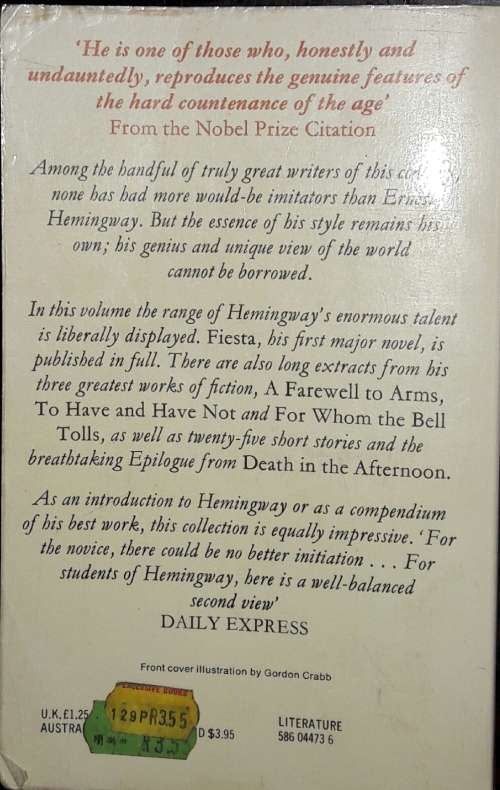 'He is one of those who, honestly and
undauntedly, reproduces the genuine features of
the hard countenance of the age'
From the Nobel Prize Citation
Among the handful of truly great writers of this
none has had more would-be imitators than
Hemingway. But the essence of his style remains his
own; his genius and unique view of the world
cannot be borrowed.
In this volume the range of Hemingway's enormous talent
is liberally displayed. Fiesta, his first major novel, is
published in full. There are also long extracts from his
three greatest works of fiction, A Farewell to Arms,
To Have and Have Not and For Whom the Bell
Tolls, as well as twenty-five short stories and the
breathtaking Epilogue from Death in the Afternoon.
As an introduction to Hemingway or as a compendium
of his best work, this collection is equally impressive. 'For
the novice, there could be no better initiation . . . For
students of Hemingway, here is a well-balanced
second view'
DAILY EXPRESS
Front cover illustration by Gordon Crabb
EXCLUSIVE BOOKS
129P R3.55
U.K. £1.25
AUSTRA
D $3.95
LITERATURE
586 04473 6